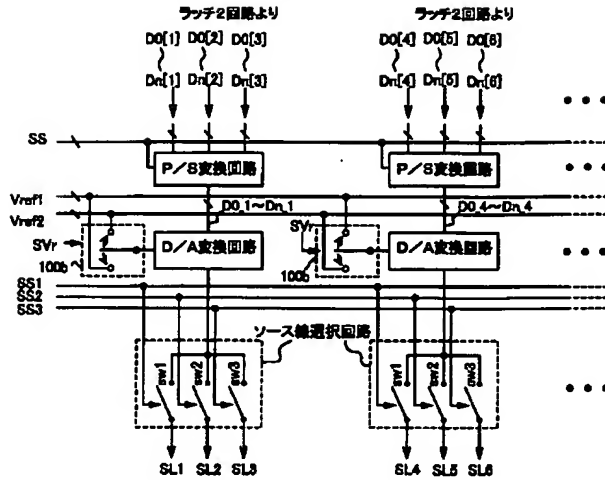 ラッチ2回路より ラッチ2回路より
D0[1] D0[2] D0[3] D0[4] D0[5] D0[6]
Dn[1] Dn[2] Dn[3] Dn[4] Dn[5] Dn[6]
SS
P/S変換回路 P/S変換回路
Vref1
Vref2
D0_1~Dn_1 D0_4~Dn_4
SVr SVr
D/A変換回路 D/A変換回路
100b 100b
SS1
SS2
SS3
ソース線選択回路
sw1 sw2 sw3 sw1 sw2 sw3
SL1 SL2 SL3 SL4 SL5 SL6